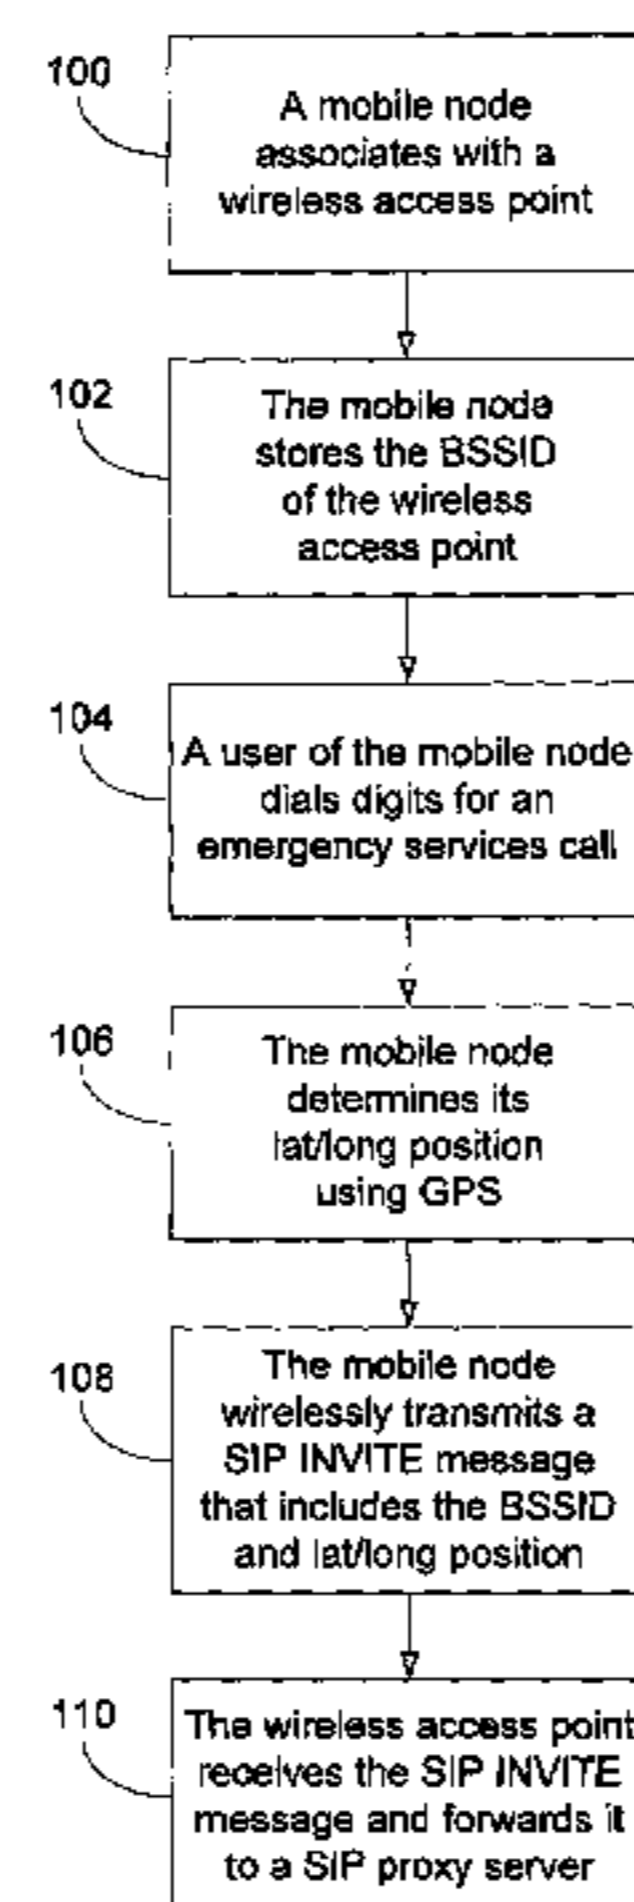 100
A mobile node
associates with a
wireless access point
102
The mobile node
stores the BSSID
of the wireless
access point
104
A user of the mobile node
dials digits for an
emergency services call
106
The mobile node
determines its
lat/long position
using GPS
108
The mobile node
wirelessly transmits a
SIP INVITE message
that includes the BSSID
and lat/long position
110
The wireless access point
receives the SIP INVITE
message and forwards it
to a SIP proxy server